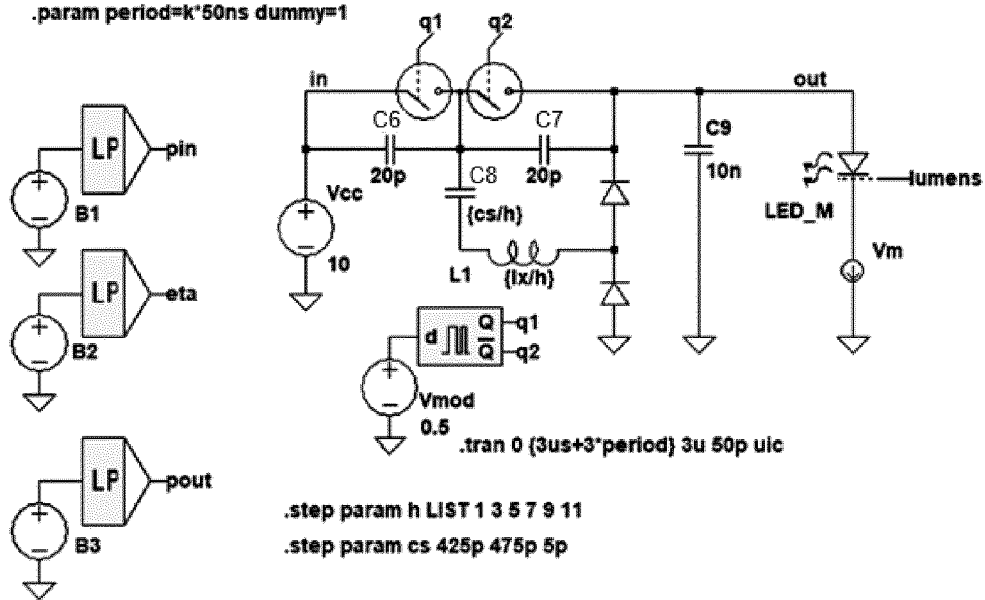 .param period=k*50ns dummy=1
q1
q2
in
out
LP
pin
B1
C6
20p
C7
20p
C8
{cs/h}
C9
10n
Vcc
10
L1
{lx/h}
LED_M
lumens
Vm
LP
eta
B2
d
Q
q1
Q
q2
Vmod
0.5
.tran 0 {3us+3*period} 3u 50p uic
LP
pout
B3
.step param h LIST 1 3 5 7 9 11
.step param cs 425p 475p 5p